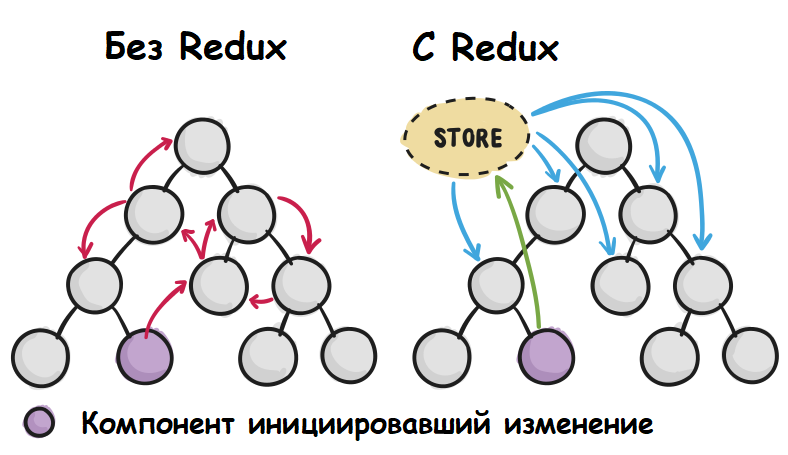 Без Redux
С Redux
STORE
Компонент инициировавший изменение